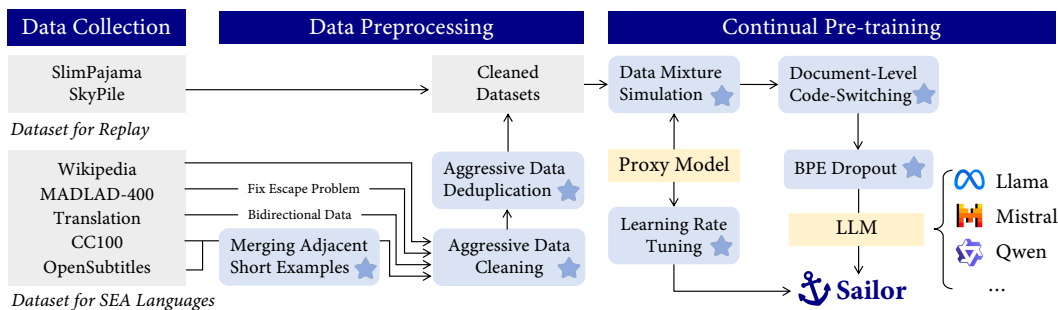 Data Collection
Data Preprocessing
Continual Pre-training
SlimPajama
SkyPile
Dataset for Replay
Cleaned
Datasets
Data Mixture
Simulation
Document-Level
Code-Switching
Wikipedia
MADLAD-400
Translation
CC100
OpenSubtitles
Dataset for SEA Languages
Fix Escape Problem
Bidirectional Data
Merging Adjacent
Short Examples
Aggressive Data
Deduplication
Aggressive Data
Cleaning
Proxy Model
Learning Rate
Tuning
BPE Dropout
LLM
Sailor
Llama
Mistral
Qwen
...